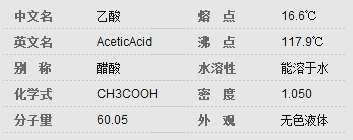 中文名 乙酸 熔 点 16.6℃
英文名 AceticAcid 沸 点 117.9℃
别 称 醋酸 水溶性 能溶于水
化学式 CH3COOH 密 度 1.050
分子量 60.05 外 观 无色液体